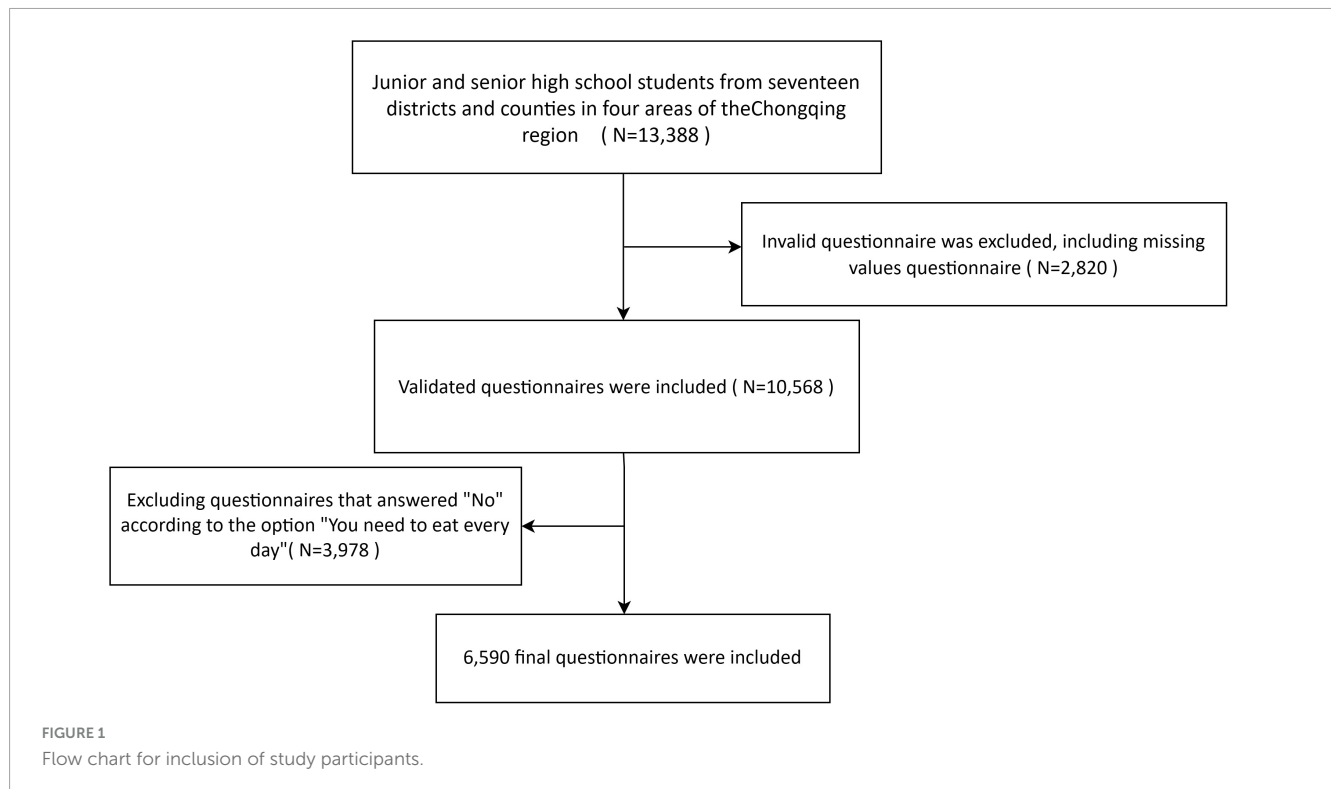 Junior and senior high school students from seventeen
districts and counties in four areas of theChongqing
region ( N=13,388 )
Invalid questionnaire was excluded, including missing
values questionnaire ( N=2,820 )
Validated questionnaires were included ( N=10,568 )
Excluding questionnaires that answered "No"
according to the option "You need to eat every
day"( N=3,978 )
6,590 final questionnaires were included
FIGURE 1
Flow chart for inclusion of study participants.